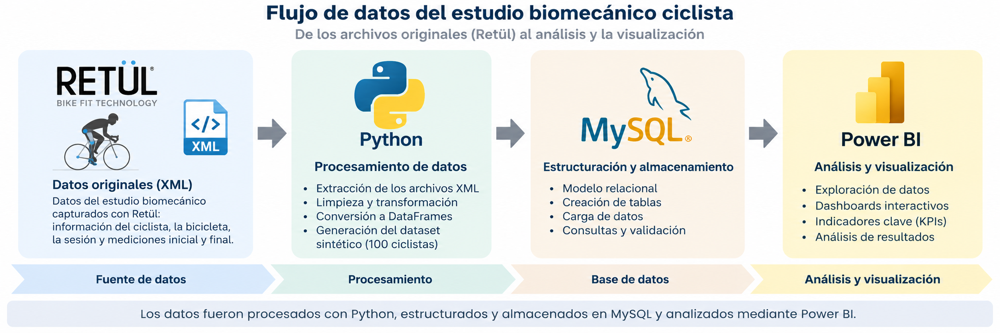 Flujo de datos del estudio biomecánico ciclista
De los archivos originales (Retül) al análisis y la visualización
RETÜL®
BIKE FIT TECHNOLOGY
</>
XML
Datos originales (XML)
Datos del estudio biomecánico
capturados con Retül:
información del ciclista, la bicicleta,
la sesión y mediciones inicial y final.
Python
Procesamiento de datos
• Extracción de los archivos XML
• Limpieza y transformación
• Conversión a DataFrames
• Generación del dataset
sintético (100 ciclistas)
MySQL®
Estructuración y almacenamiento
• Modelo relacional
• Creación de tablas
• Carga de datos
• Consultas y validación
Power BI
Análisis y visualización
• Exploración de datos
• Dashboards interactivos
• Indicadores clave (KPIs)
• Análisis de resultados
Fuente de datos
Procesamiento
Base de datos
Análisis y visualización
Los datos fueron procesados con Python, estructurados y almacenados en MySQL y analizados mediante Power BI.